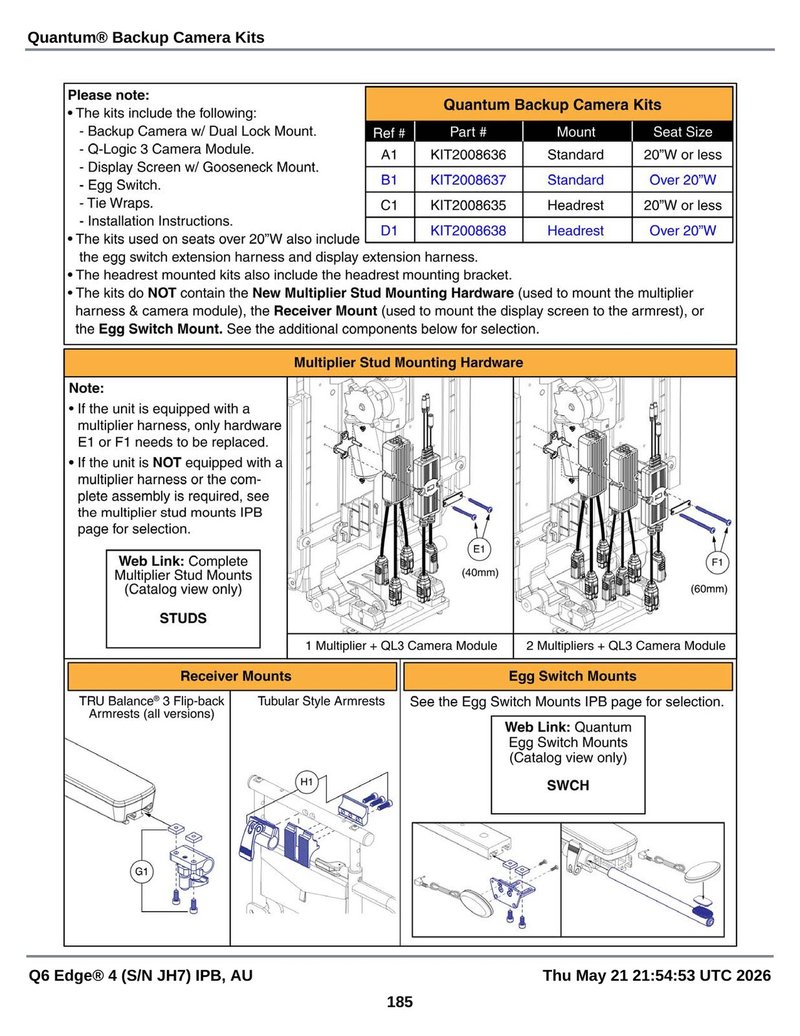 Quantum® Backup Camera Kits
Please note:
• The kits include the following:
- Backup Camera w/ Dual Lock Mount.
- Q-Logic 3 Camera Module.
- Display Screen w/ Gooseneck Mount.
- Egg Switch.
- Tie Wraps.
- Installation Instructions.
• The kits used on seats over 20”W also include
the egg switch extension harness and display extension harness.
• The headrest mounted kits also include the headrest mounting bracket.
• The kits do NOT contain the New Multiplier Stud Mounting Hardware (used to mount the multiplier
harness & camera module), the Receiver Mount (used to mount the display screen to the armrest), or
the Egg Switch Mount. See the additional components below for selection.
Quantum Backup Camera Kits
Ref # Part # Mount Seat Size
A1 KIT2008636 Standard 20”W or less
B1 KIT2008637 Standard Over 20”W
C1 KIT2008635 Headrest 20”W or less
D1 KIT2008638 Headrest Over 20”W
Multiplier Stud Mounting Hardware
Note:
• If the unit is equipped with a
multiplier harness, only hardware
E1 or F1 needs to be replaced.
• If the unit is NOT equipped with a
multiplier harness or the com-
plete assembly is required, see
the multiplier stud mounts IPB
page for selection.
Web Link: Complete
Multiplier Stud Mounts
(Catalog view only)
STUDS
E1
(40mm)
1 Multiplier + QL3 Camera Module
F1
(60mm)
2 Multipliers + QL3 Camera Module
Receiver Mounts
TRU Balance® 3 Flip-back
Armrests (all versions)
G1
Tubular Style Armrests
H1
Egg Switch Mounts
See the Egg Switch Mounts IPB page for selection.
Web Link: Quantum
Egg Switch Mounts
(Catalog view only)
SWCH
Q6 Edge® 4 (S/N JH7) IPB, AU
Thu May 21 21:54:53 UTC 2026
185